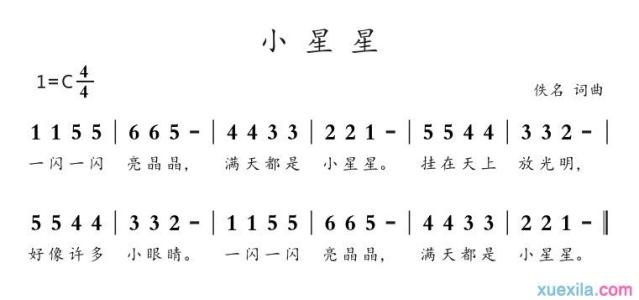 小星星
1=C 4/4
佚名 词曲
1 1 5 5 | 6 6 5 - | 4 4 3 3 | 2 2 1 - | 5 5 4 4 | 3 3 2 - |
一闪一闪 亮晶晶, 满天都是 小星星。 挂在天上 放光明,
5 5 4 4 | 3 3 2 - | 1 1 5 5 | 6 6 5 - | 4 4 3 3 | 2 2 1 - ‖
好像许多 小眼睛。 一闪一闪 亮晶晶, 满天都是 小星星。
xuexila.com